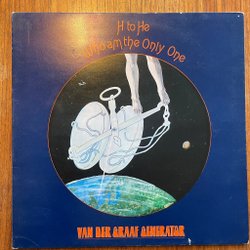 H to He
Who am the Only One
VAN DER GRAAF GENERATOR